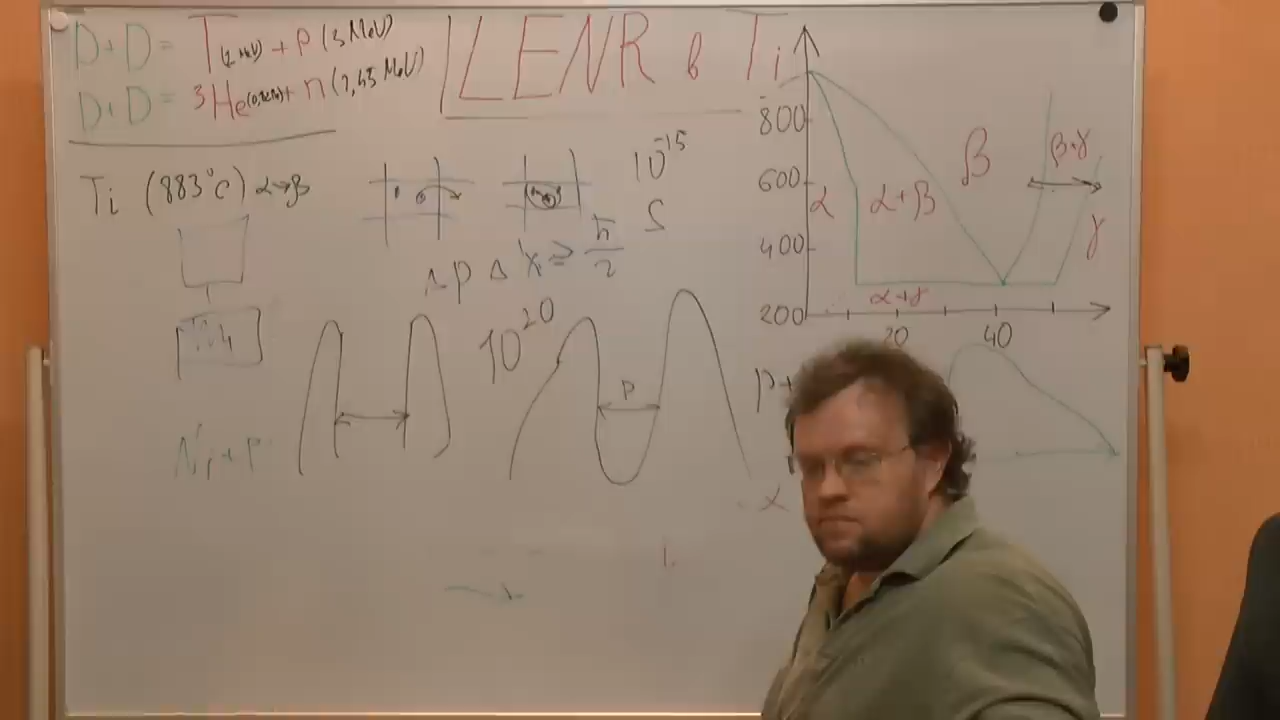 D+D = T (1 MeV) + p (3 MeV)
D+D = ³He + n (2,45 MeV)
LENR в Ti
Ti (883°C) α→β
10⁻¹⁵
S
Δp Δx ≥ ħ/2
10²⁰
P
Ni+P
800
600
400
200
20
40
α
α+β
β
β+γ
γ
α+γ
p+